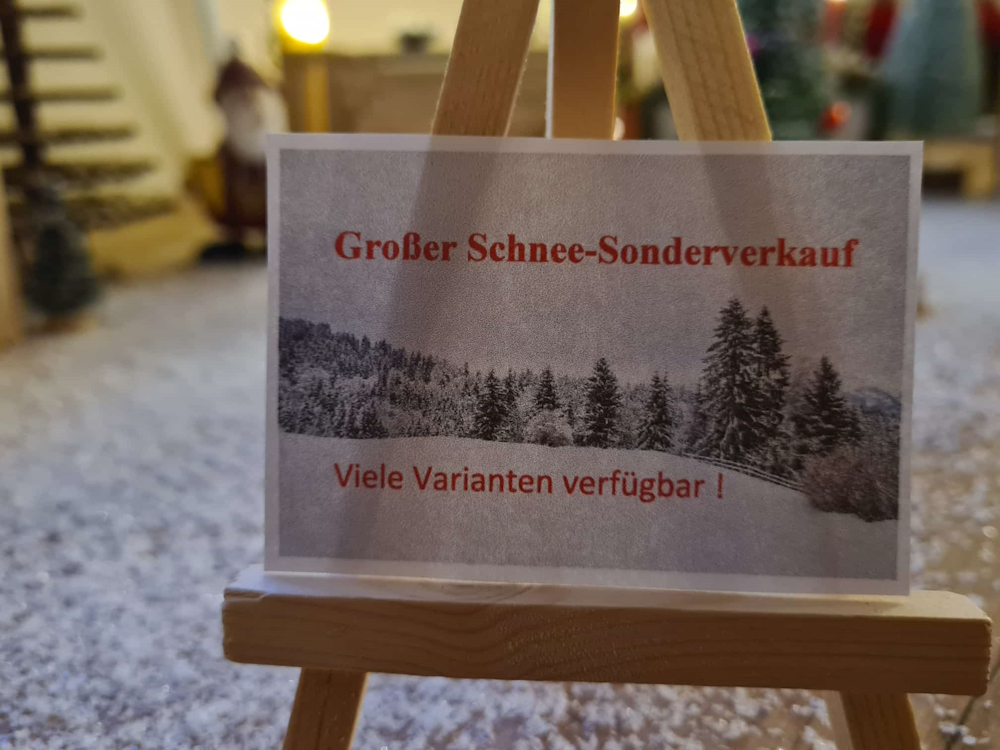 Großer Schnee-Sonderverkauf
Viele Varianten verfügbar !